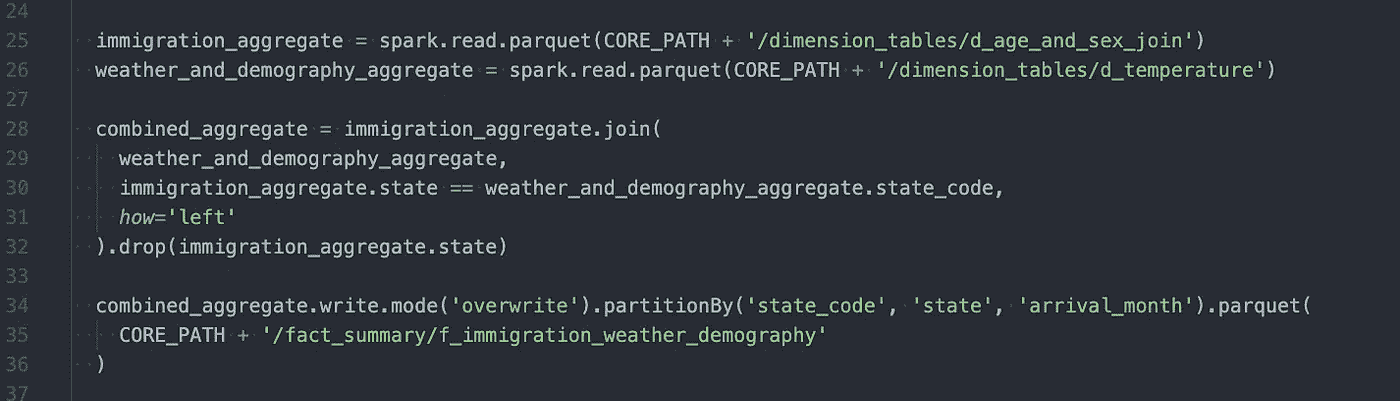 24
25 immigration_aggregate = spark.read.parquet(CORE_PATH + '/dimension_tables/d_age_and_sex_join')
26 weather_and_demography_aggregate = spark.read.parquet(CORE_PATH + '/dimension_tables/d_temperature')
27
28 combined_aggregate = immigration_aggregate.join(
29 weather_and_demography_aggregate,
30 immigration_aggregate.state == weather_and_demography_aggregate.state_code,
31 how='left'
32 ).drop(immigration_aggregate.state)
33
34 combined_aggregate.write.mode('overwrite').partitionBy('state_code', 'state', 'arrival_month').parquet(
35 CORE_PATH + '/fact_summary/f_immigration_weather_demography'
36 )
37